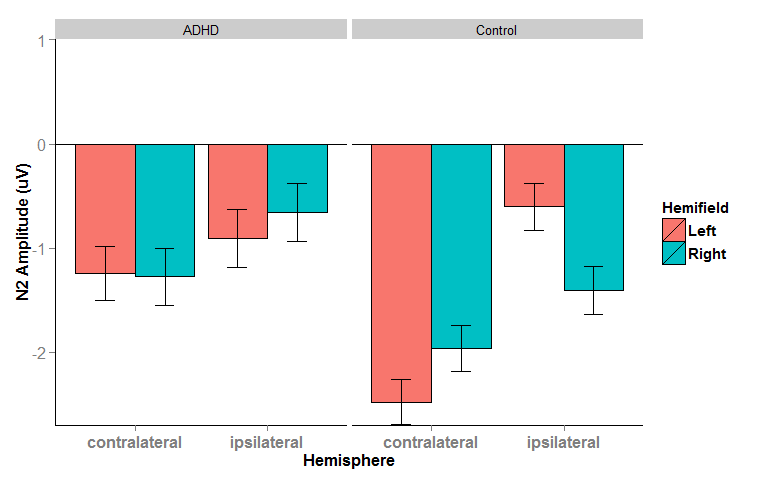 ADHD
Control
1
0
-1
-2
N2 Amplitude (uV)
contralateral
ipsilateral
contralateral
ipsilateral
Hemisphere
Hemifield
Left
Right